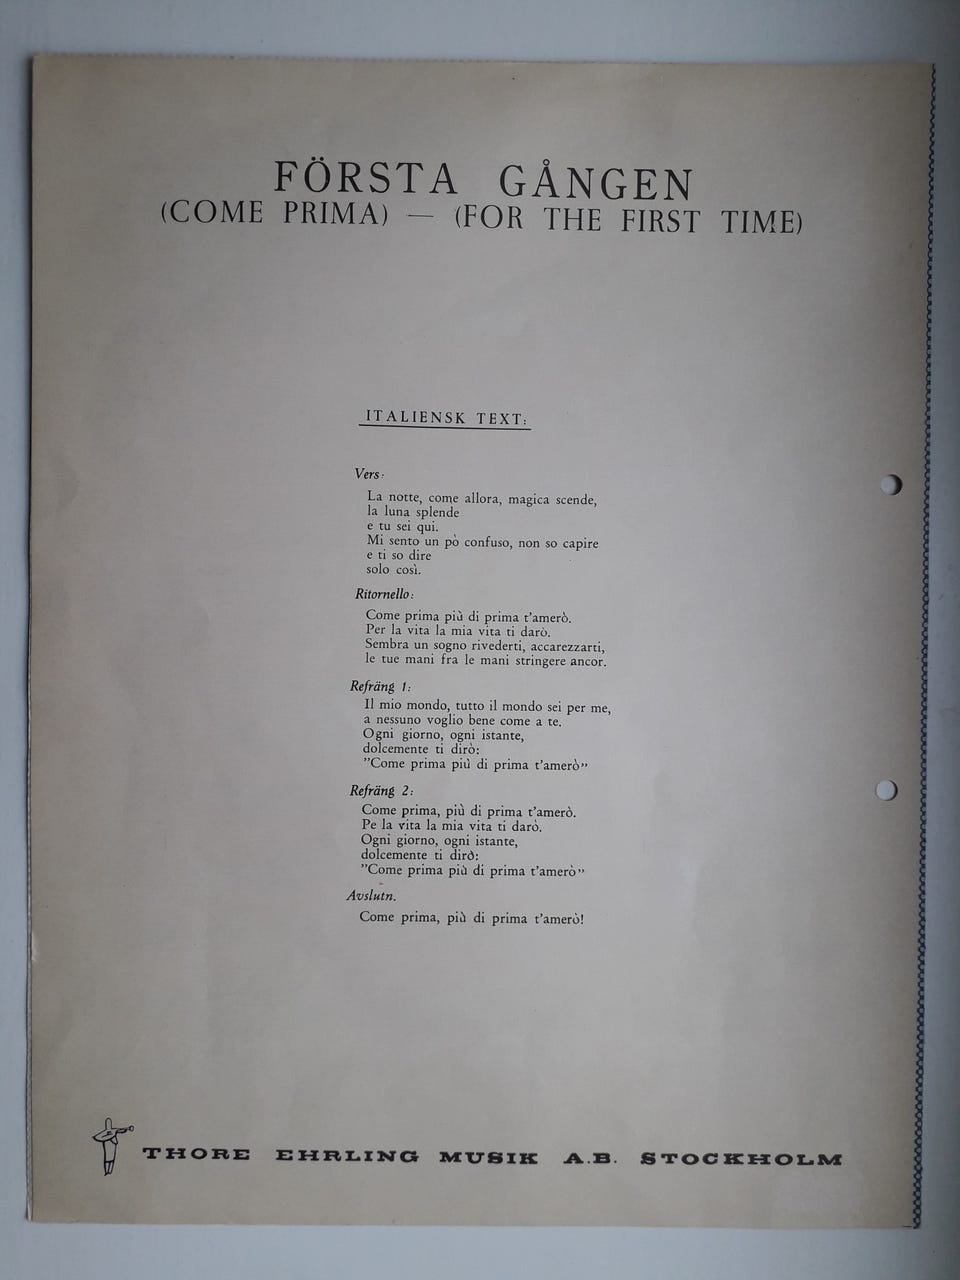 FÖRSTA GÅNGEN
(COME PRIMA) — (FOR THE FIRST TIME)
ITALIENSK TEXT:
Vers:
La notte, come allora, magica scende,
la luna splende
e tu sei qui.
Mi sento un pò confuso, non so capire
e ti so dire
solo così.
Ritornello:
Come prima più di prima t'amerò.
Per la vita la mia vita ti darò.
Sembra un sogno rivederti, accarezzarti,
le tue mani fra le mani stringere ancor.
Refräng 1:
Il mio mondo, tutto il mondo sei per me,
a nessuno voglio bene come a te.
Ogni giorno, ogni istante,
dolcemente ti dirò:
”Come prima più di prima t'amerò”
Refräng 2:
Come prima, più di prima t'amerò.
Pe la vita la mia vita ti darò.
Ogni giorno, ogni istante,
dolcemente ti dirò:
”Come prima più di prima t'amerò”
Avslutn.
Come prima, più di prima t'amerò!
THORE EHRLING MUSIK A.B. STOCKHOLM